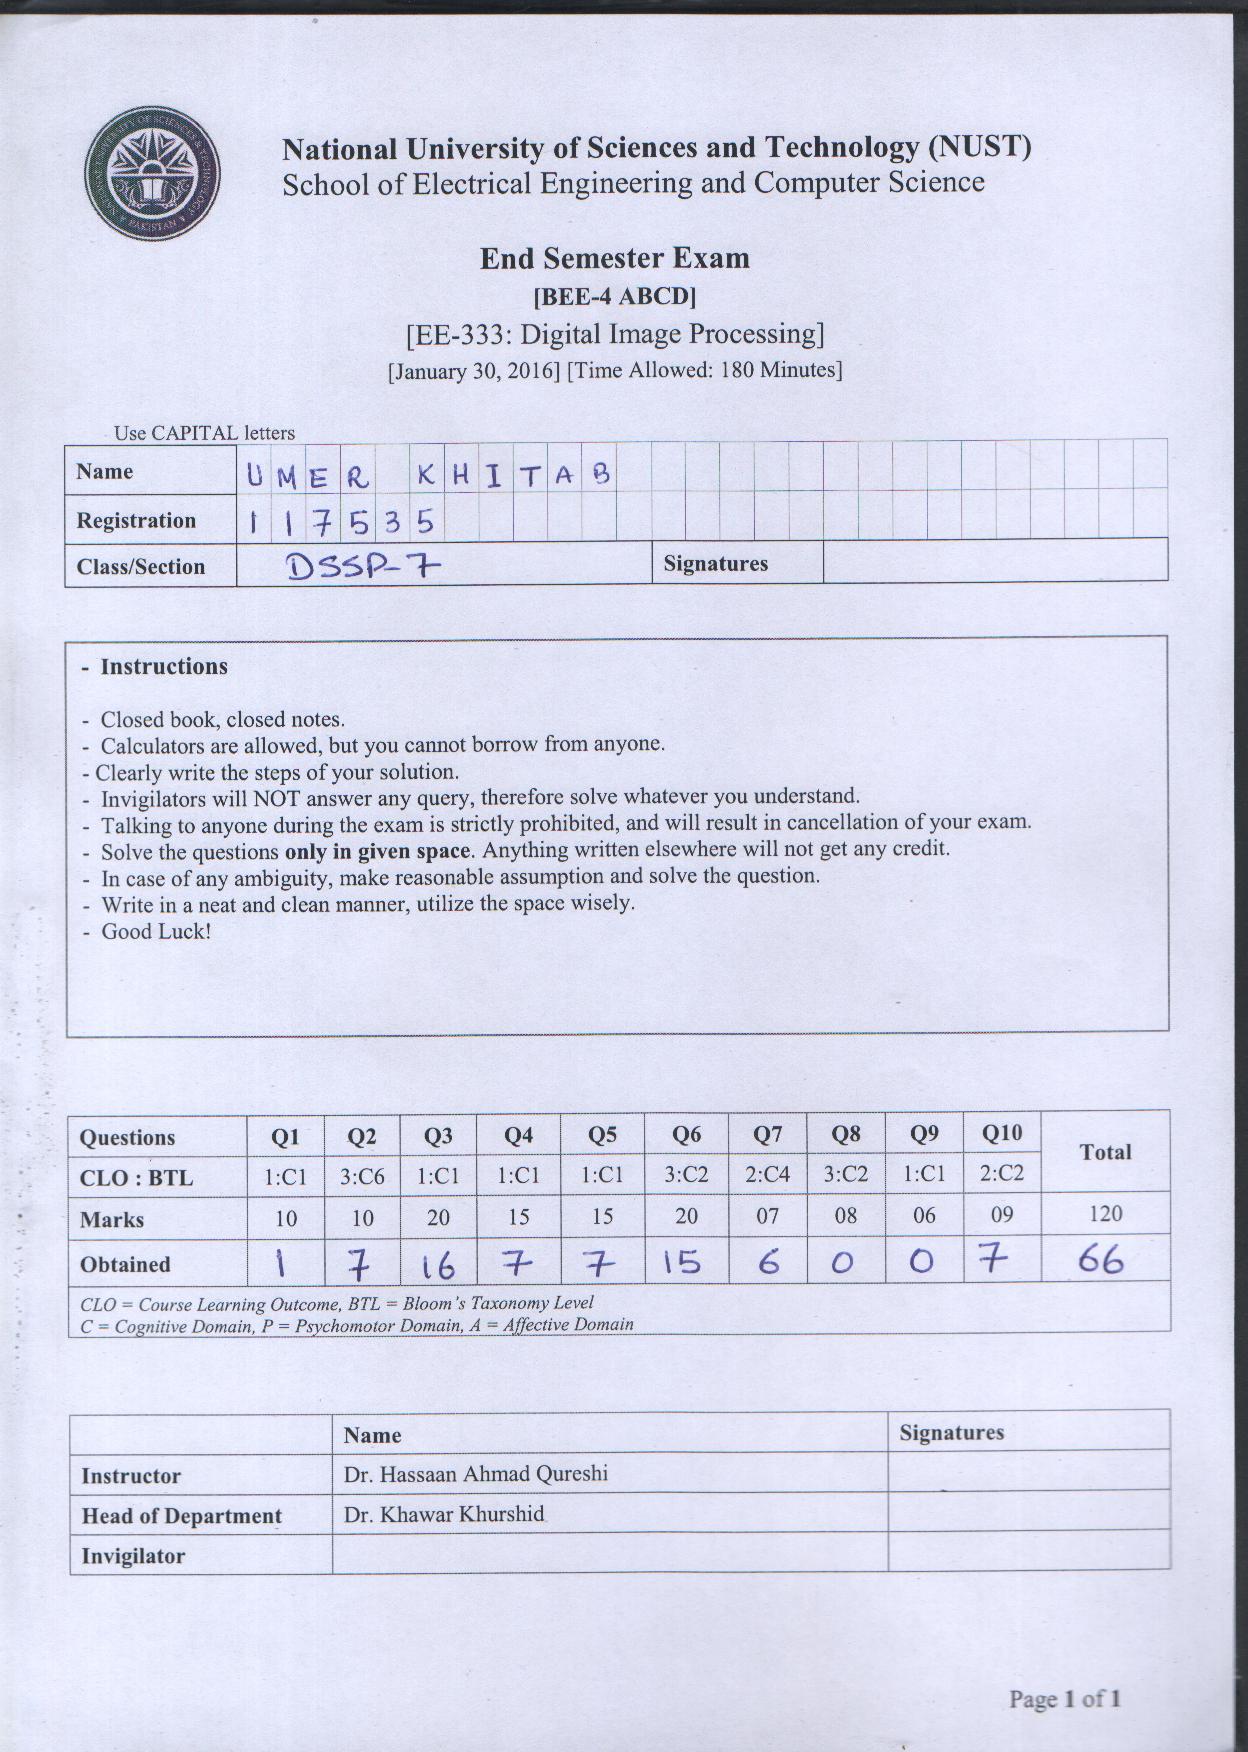 National University of Sciences and Technology (NUST)
School of Electrical Engineering and Computer Science
End Semester Exam
[BEE-4 ABCD]
[EE-333: Digital Image Processing]
[January 30, 2016] [Time Allowed: 180 Minutes]
Use CAPITAL letters
Name UMER KHITAB
Registration 117535
Class/Section DSSP-7 Signatures
- Instructions
- Closed book, closed notes.
- Calculators are allowed, but you cannot borrow from anyone.
- Clearly write the steps of your solution.
- Invigilators will NOT answer any query, therefore solve whatever you understand.
- Talking to anyone during the exam is strictly prohibited, and will result in cancellation of your exam.
- Solve the questions only in given space. Anything written elsewhere will not get any credit.
- In case of any ambiguity, make reasonable assumption and solve the question.
- Write in a neat and clean manner, utilize the space wisely.
- Good Luck!
Questions Q1 Q2 Q3 Q4 Q5 Q6 Q7 Q8 Q9 Q10 Total
CLO : BTL 1:C1 3:C6 1:C1 1:C1 1:C1 3:C2 2:C4 3:C2 1:C1 2:C2
Marks 10 10 20 15 15 20 07 08 06 09 120
Obtained 1 7 16 7 7 15 6 0 0 7 66
CLO = Course Learning Outcome, BTL = Bloom's Taxonomy Level
C = Cognitive Domain, P = Psychomotor Domain, A = Affective Domain
Name Signatures
Instructor Dr. Hassaan Ahmad Qureshi
Head of Department Dr. Khawar Khurshid
Invigilator
Page 1 of 1